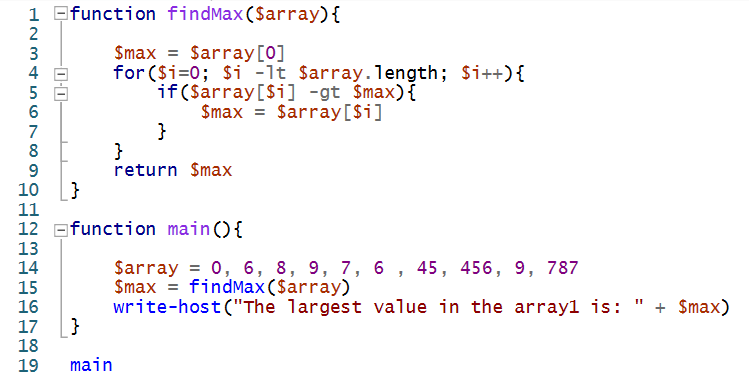 1 function findMax($array){
2
3 $max = $array[0]
4 for($i=0; $i -lt $array.length; $i++){
5 if($array[$i] -gt $max){
6 $max = $array[$i]
7 }
8 }
9 return $max
10 }
11
12 function main(){
13
14 $array = 0, 6, 8, 9, 7, 6 , 45, 456, 9, 787
15 $max = findMax($array)
16 write-host("The largest value in the array1 is: " + $max)
17 }
18
19 main